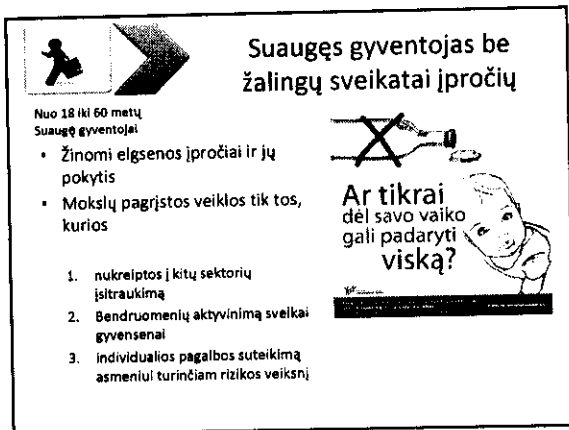 Suaugęs gyventojas be
žalingų sveikatai įpročių
Nuo 18 iki 60 metų
Suaugę gyventojai
• Žinomi elgsenos įpročiai ir jų
pokytis
• Mokslų pagrįstos veiklos tik tos,
kurios
1. nukreiptos į kitų sektorių
įsitraukimą
2. Bendruomenių aktyvinimą sveikai
gyvensenai
3. individualios pagalbos suteikimą
asmeniui turinčiam rizikos veiksnį
Ar tikrai
dėl savo vaiko
gali padaryti
viską?